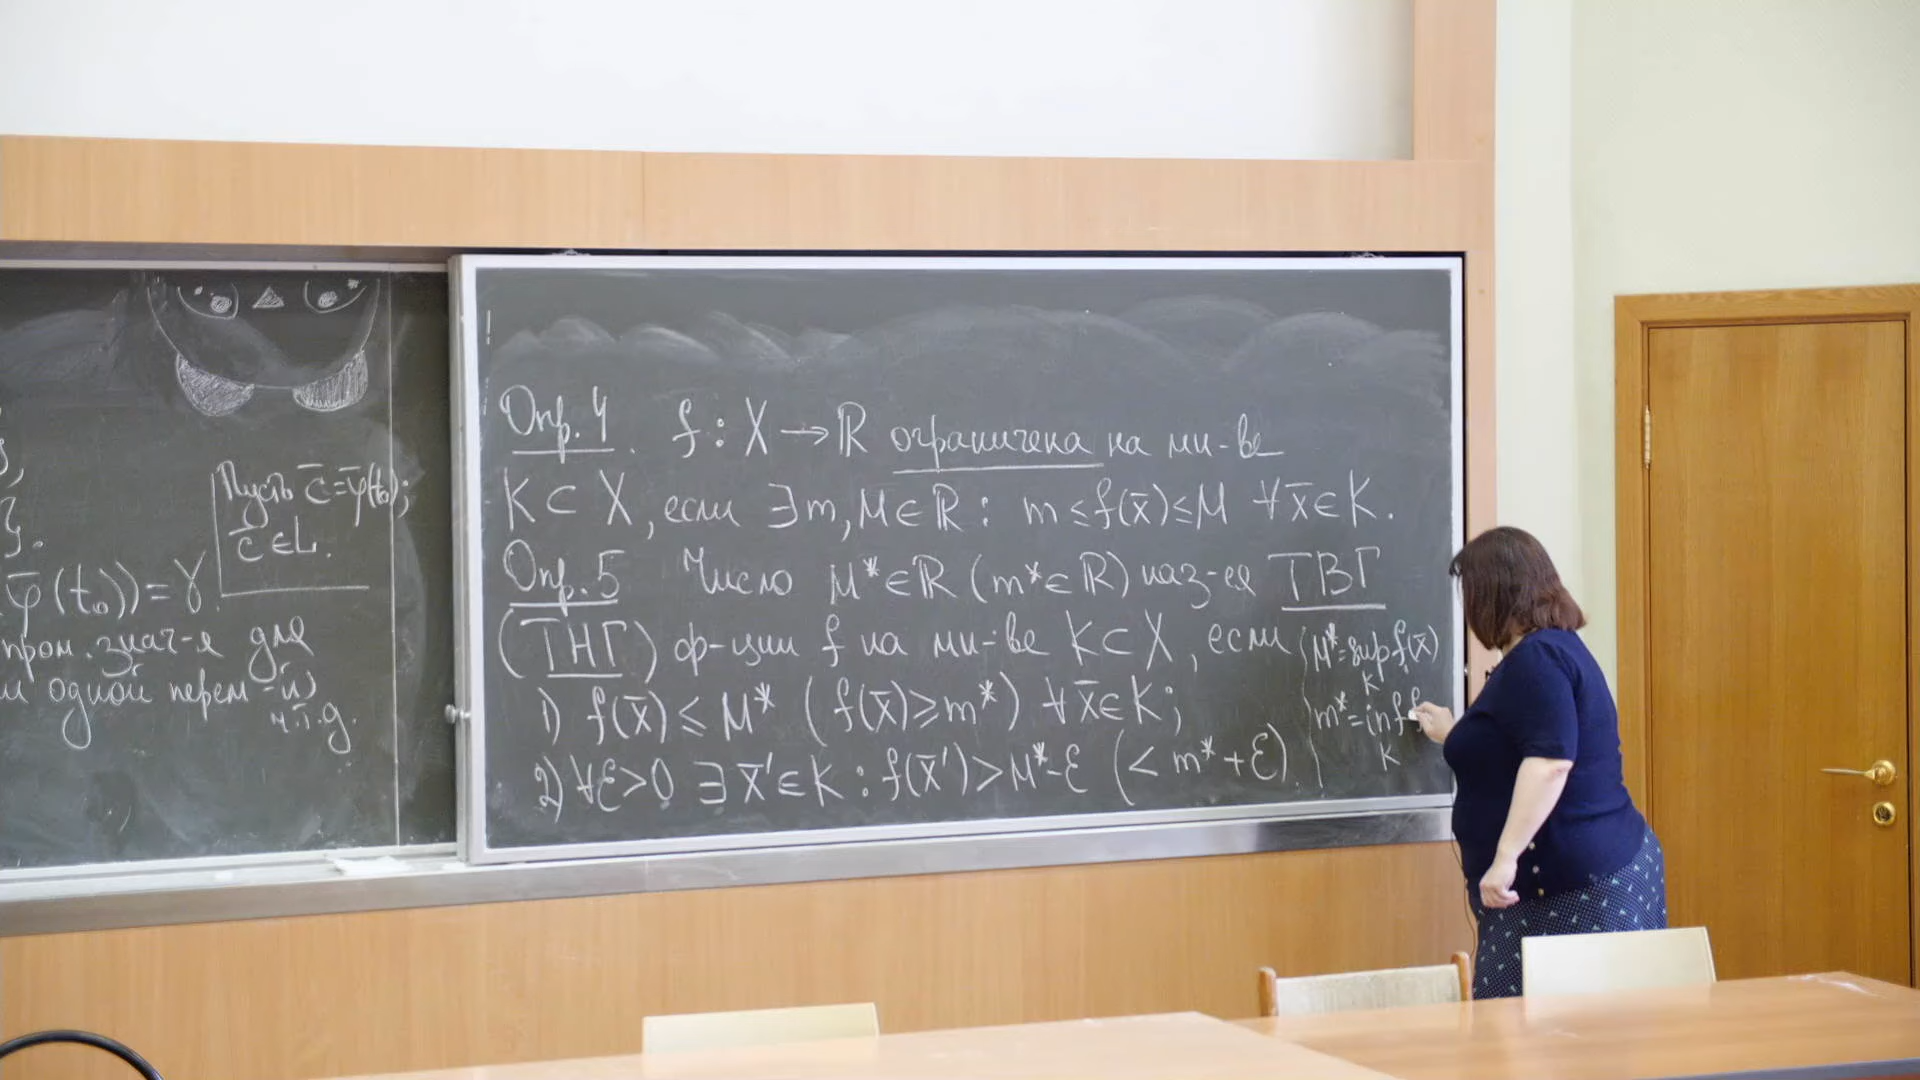 Пусть c̄=φ̄(t₀);
c̄∈L.
φ̄(t₀))=γ.
пром. знач-я для
одной перем-й)
ч.т.д.
Опр.4. f: X→ℝ ограничена на мн-ве
K⊂X, если ∃m,M∈ℝ: m≤f(x̄)≤M ∀x̄∈K.
Опр.5 Число M*∈ℝ (m*∈ℝ) наз-ся ТВГ
(ТНГ) ф-ции f на мн-ве K⊂X, если
1) f(x̄)≤M* (f(x̄)≥m*) ∀x̄∈K;
2) ∀ε>0 ∃x̄'∈K: f(x̄')>M*-ε (<m*+ε).
M*=sup f(x̄)
K
m*=inf f
K